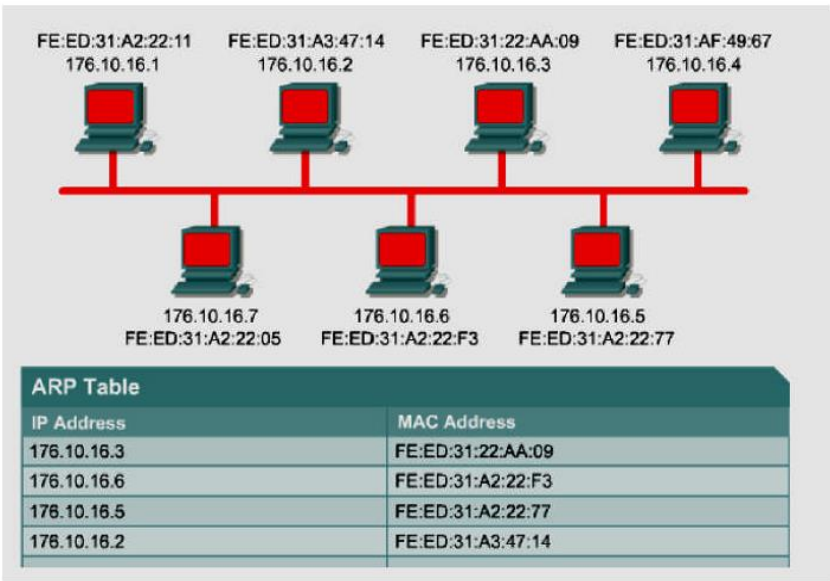 FE:ED:31:A2:22:11 FE:ED:31:A3:47:14 FE:ED:31:22:AA:09 FE:ED:31:AF:49:67
176.10.16.1 176.10.16.2 176.10.16.3 176.10.16.4
176.10.16.7 176.10.16.6 176.10.16.5
FE:ED:31:A2:22:05 FE:ED:31:A2:22:F3 FE:ED:31:A2:22:77
ARP Table
IP Address MAC Address
176.10.16.3 FE:ED:31:22:AA:09
176.10.16.6 FE:ED:31:A2:22:F3
176.10.16.5 FE:ED:31:A2:22:77
176.10.16.2 FE:ED:31:A3:47:14